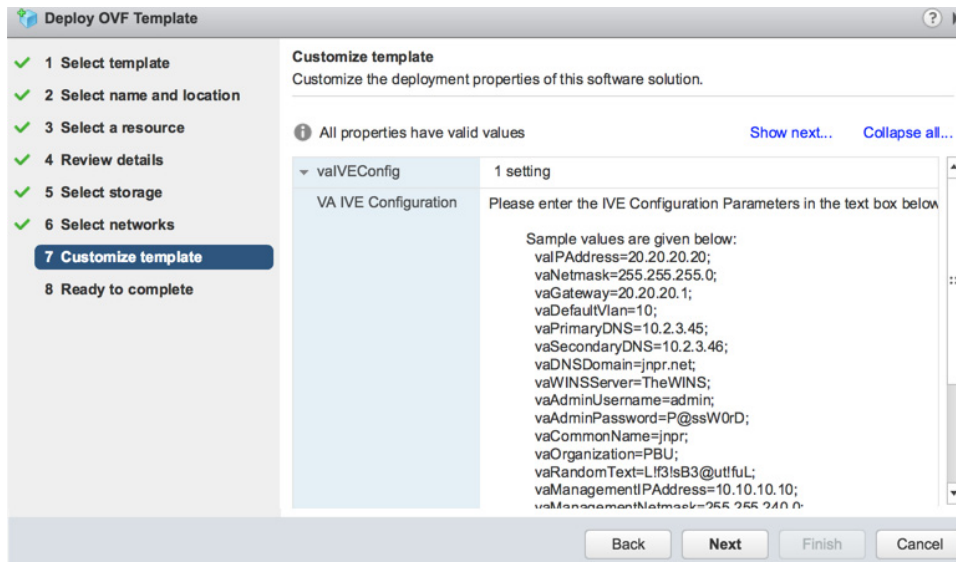 Deploy OVF Template
?
1 Select template
2 Select name and location
3 Select a resource
4 Review details
5 Select storage
6 Select networks
7 Customize template
8 Ready to complete
Customize template
Customize the deployment properties of this software solution.
All properties have valid values
Show next... Collapse all...
vaIVEConfig 1 setting
VA IVE Configuration Please enter the IVE Configuration Parameters in the text box below
Sample values are given below:
vaIPAddress=20.20.20.20;
vaNetmask=255.255.255.0;
vaGateway=20.20.20.1;
vaDefaultVlan=10;
vaPrimaryDNS=10.2.3.45;
vaSecondaryDNS=10.2.3.46;
vaDNSDomain=jnpr.net;
vaWINSServer=TheWINS;
vaAdminUsername=admin;
vaAdminPassword=P@ssW0rD;
vaCommonName=jnpr;
vaOrganization=PBU;
vaRandomText=L!f3!sB3@ut!fuL;
vaManagementIPAddress=10.10.10.10;
vaManagementNetmask=255.255.240.0;
Back Next Finish Cancel